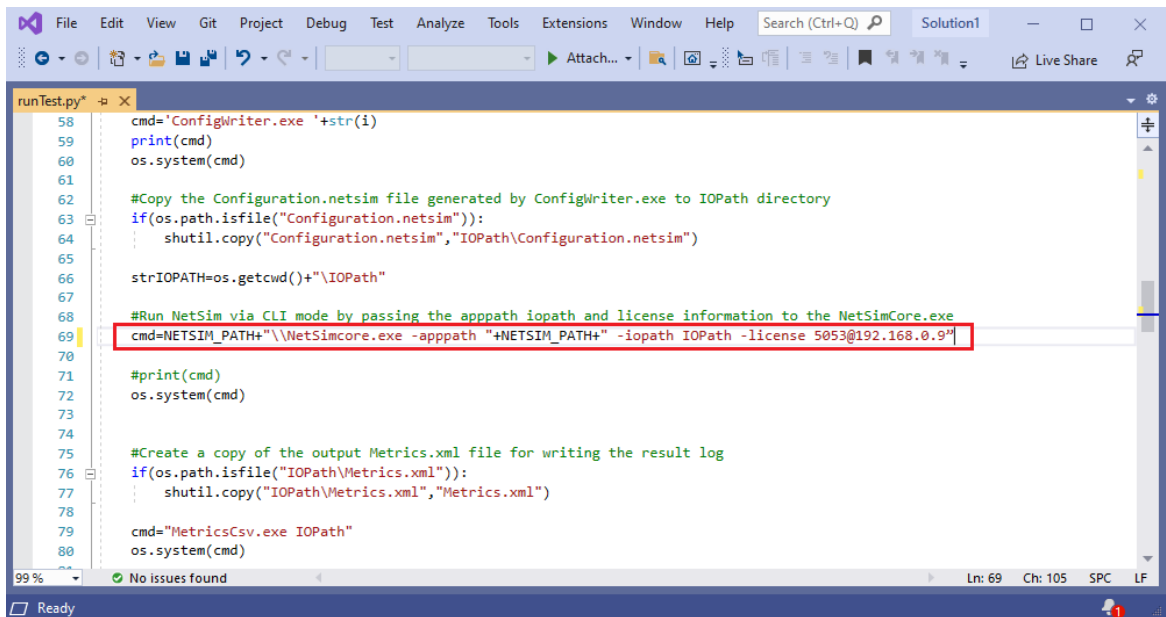 File Edit View Git Project Debug Test Analyze Tools Extensions Window Help Search (Ctrl+Q) Solution1
Attach... Live Share
runTest.py*
58 cmd='ConfigWriter.exe '+str(i)
59 print(cmd)
60 os.system(cmd)
61
62 #Copy the Configuration.netsim file generated by ConfigWriter.exe to IOPath directory
63 if(os.path.isfile("Configuration.netsim")):
64 shutil.copy("Configuration.netsim","IOPath\Configuration.netsim")
65
66 strIOPATH=os.getcwd()+"\IOPath"
67
68 #Run NetSim via CLI mode by passing the apppath iopath and license information to the NetSimCore.exe
69 cmd=NETSIM_PATH+"\\NetSimcore.exe -apppath "+NETSIM_PATH+" -iopath IOPath -license 5053@192.168.0.9”
70
71 #print(cmd)
72 os.system(cmd)
73
74
75 #Create a copy of the output Metrics.xml file for writing the result log
76 if(os.path.isfile("IOPath\Metrics.xml")):
77 shutil.copy("IOPath\Metrics.xml","Metrics.xml")
78
79 cmd="MetricsCsv.exe IOPath"
80 os.system(cmd)
99 % No issues found Ln: 69 Ch: 105 SPC LF
Ready 1